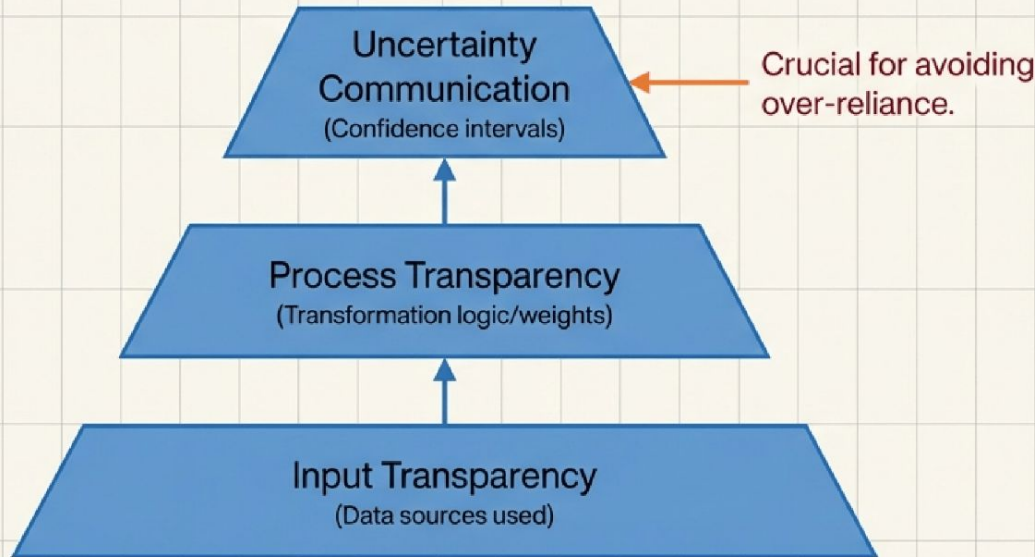 Uncertainty
Communication
(Confidence intervals)
Crucial for avoiding
over-reliance.
Process Transparency
(Transformation logic/weights)
Input Transparency
(Data sources used)